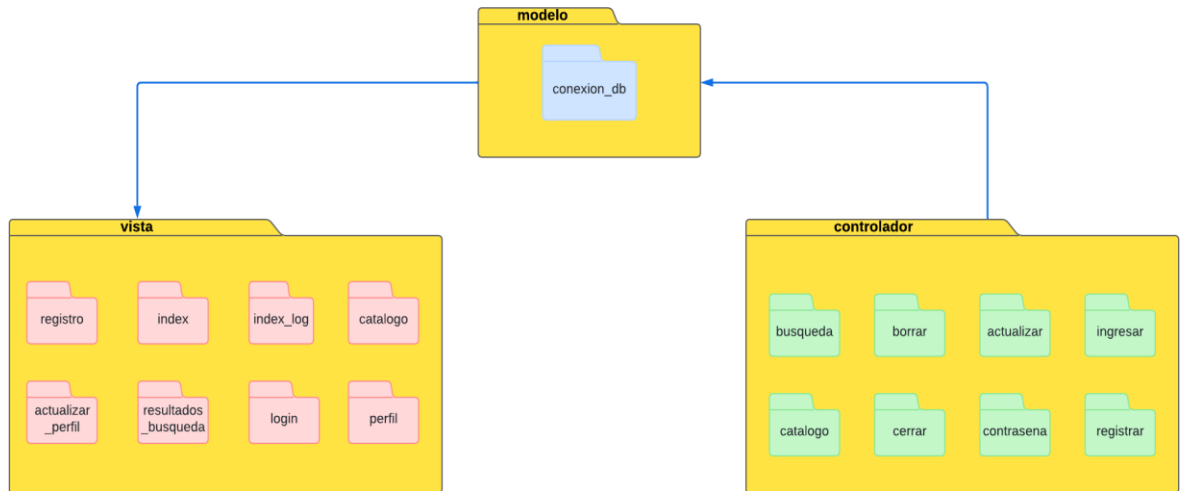 modelo
conexion_db
vista
registro
index
index_log
catalogo
actualizar
_perfil
resultados
_busqueda
login
perfil
controlador
busqueda
borrar
actualizar
ingresar
catalogo
cerrar
contrasena
registrar